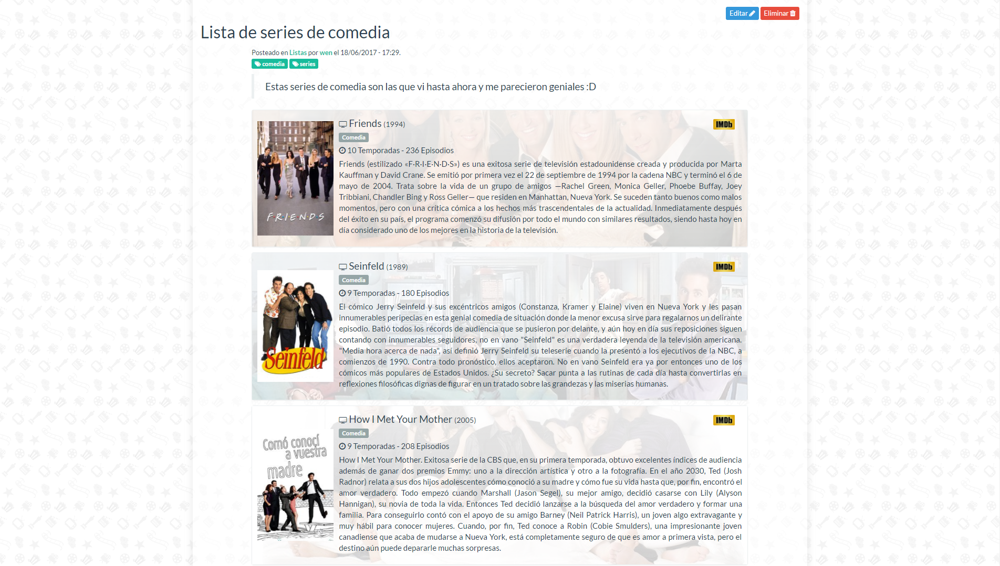 Editar
Eliminar
Lista de series de comedia
Posteado en Listas por wen el 18/06/2017 - 17:29.
comedia series
Estas series de comedia son las que vi hasta ahora y me parecieron geniales :D
Friends (1994)
IMDb
Comedia
10 Temporadas - 236 Episodios
Friends (estilizado «F·R·I·E·N·D·S») es una exitosa serie de televisión estadounidense creada y producida por Marta
Kauffman y David Crane. Se emitió por primera vez el 22 de septiembre de 1994 por la cadena NBC y terminó el 6 de
mayo de 2004. Trata sobre la vida de un grupo de amigos —Rachel Green, Monica Geller, Phoebe Buffay, Joey
Tribbiani, Chandler Bing y Ross Geller— que residen en Manhattan, Nueva York. Se suceden tanto buenos como malos
momentos, pero con una crítica cómica a los hechos más trascendentales de la actualidad. Inmediatamente después
del éxito en su país, el programa comenzó su difusión por todo el mundo con similares resultados, siendo hasta hoy en
día considerado uno de los mejores en la historia de la televisión.
F·R·I·E·N·D·S
Seinfeld (1989)
IMDb
Comedia
9 Temporadas - 180 Episodios
El cómico Jerry Seinfeld y sus excéntricos amigos (Constanza, Kramer y Elaine) viven en Nueva York y les pasan
innumerables peripecias en esta genial comedia de situación donde la menor excusa sirve para regalarnos un delirante
episodio. Batió todos los récords de audiencia que se pusieron por delante, y aún hoy en día sus reposiciones siguen
contando con innumerables seguidores, no en vano "Seinfeld" es una verdadera leyenda de la televisión americana.
"Media hora acerca de nada", así definió Jerry Seinfeld su teleserie cuando la presentó a los ejecutivos de la NBC, a
comienzos de 1990. Contra todo pronóstico, ellos aceptaron. No en vano Seinfeld era ya por entonces uno de los
cómicos más populares de Estados Unidos. ¿Su secreto? Sacar punta a las rutinas de cada día hasta convertirlas en
reflexiones filosóficas dignas de figurar en un tratado sobre las grandezas y las miserias humanas.
Seinfeld
How I Met Your Mother (2005)
IMDb
Comedia
9 Temporadas - 208 Episodios
How I Met Your Mother. Exitosa serie de la CBS que, en su primera temporada, obtuvo excelentes índices de audiencia
además de ganar dos premios Emmy: uno a la dirección artística y otro a la fotografía. En el año 2030, Ted (Josh
Radnor) relata a sus dos hijos adolescentes cómo conoció a su madre y cómo fue su vida hasta que, por fin, encontró el
amor verdadero. Todo empezó cuando Marshall (Jason Segel), su mejor amigo, decidió casarse con Lily (Alyson
Hannigan), su novia de toda la vida. Entonces Ted decidió lanzarse a la búsqueda del amor verdadero y formar una
familia. Para conseguirlo contó con el apoyo de su amigo Barney (Neil Patrick Harris), un joven algo extravagante y
muy hábil para conocer mujeres. Cuando, por fin, Ted conoce a Robin (Cobie Smulders), una impresionante joven
canadiense que acaba de mudarse a Nueva York, está completamente seguro de que es amor a primera vista, pero el
destino aún puede depararle muchas sorpresas.
Comó conocí
a vuestra
madre